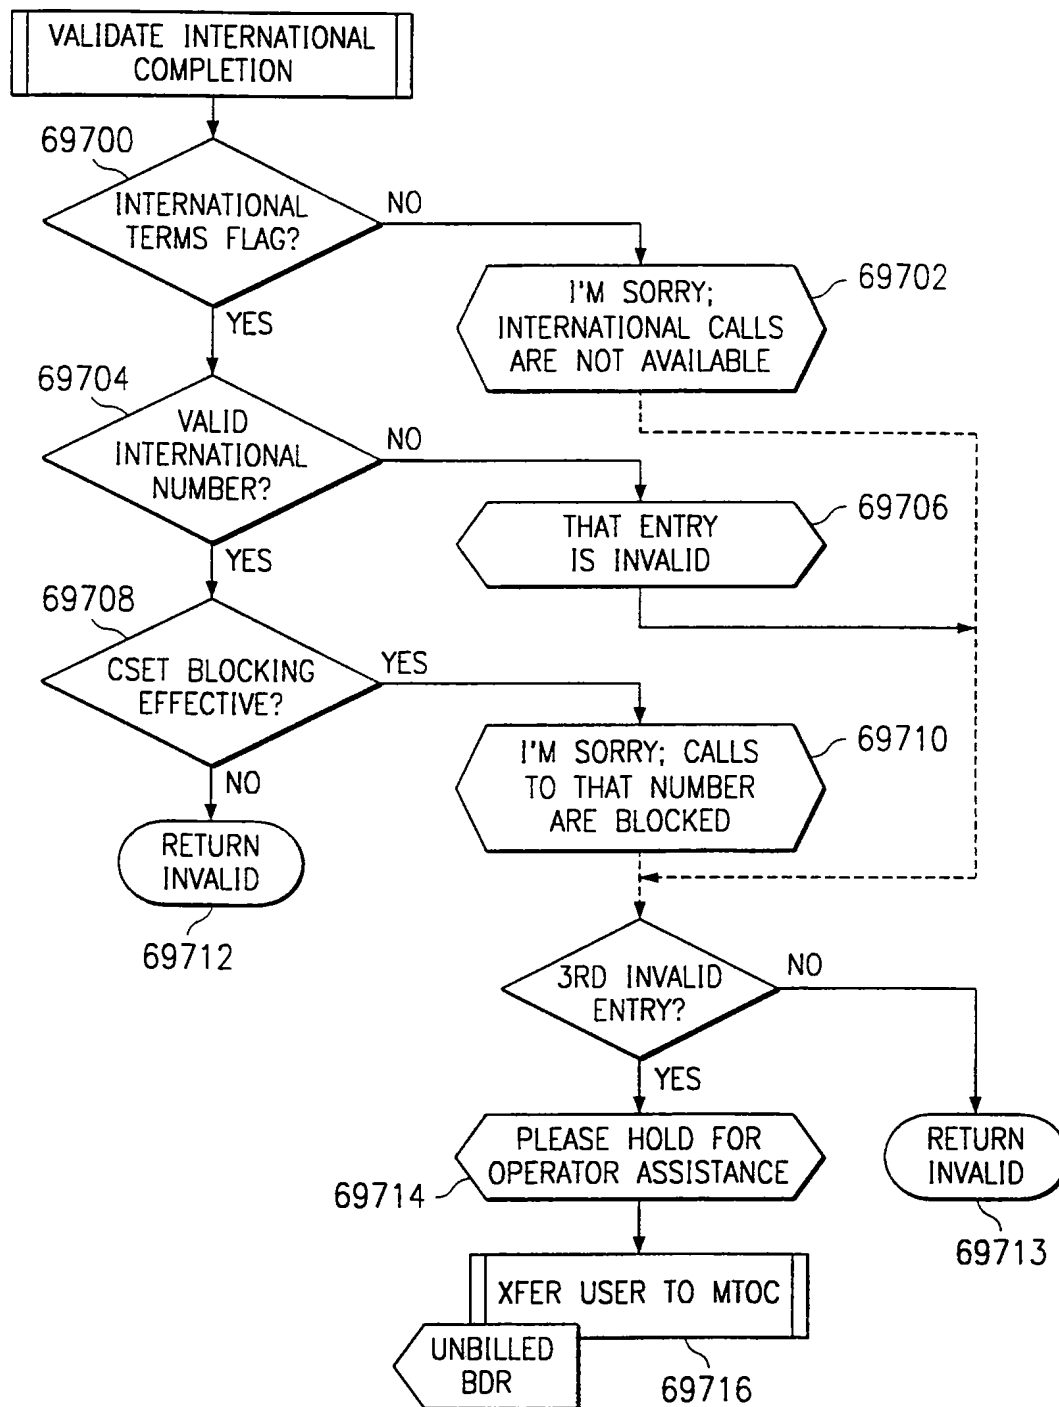 VALIDATE INTERNATIONAL
COMPLETION
69700
INTERNATIONAL
TERMS FLAG?
NO
YES
I'M SORRY;
INTERNATIONAL CALLS
ARE NOT AVAILABLE
69702
69704
VALID
INTERNATIONAL
NUMBER?
NO
YES
THAT ENTRY
IS INVALID
69706
69708
CSET BLOCKING
EFFECTIVE?
YES
NO
I'M SORRY; CALLS
TO THAT NUMBER
ARE BLOCKED
69710
RETURN
INVALID
69712
3RD INVALID
ENTRY?
NO
YES
PLEASE HOLD FOR
OPERATOR ASSISTANCE
69714
RETURN
INVALID
69713
XFER USER TO MTOC
UNBILLED
BDR
69716